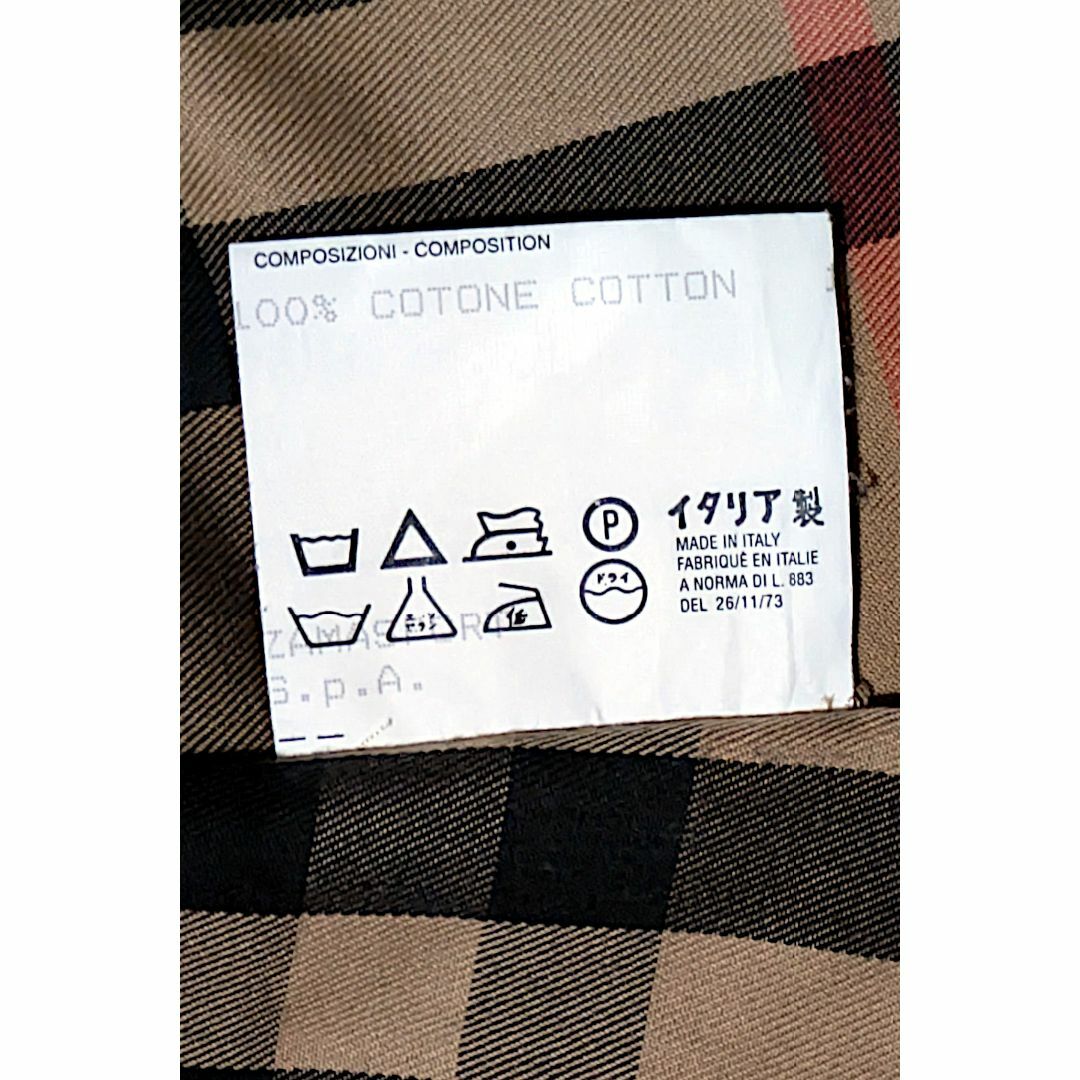 COMPOSIZIONI - COMPOSITION
100% COTONE COTTON
P
イタリア製
MADE IN ITALY
FABRIQUÈ EN ITALIE
A NORMA DI L. 883
DEL 26/11/73
ドライ
低
S.p.A.